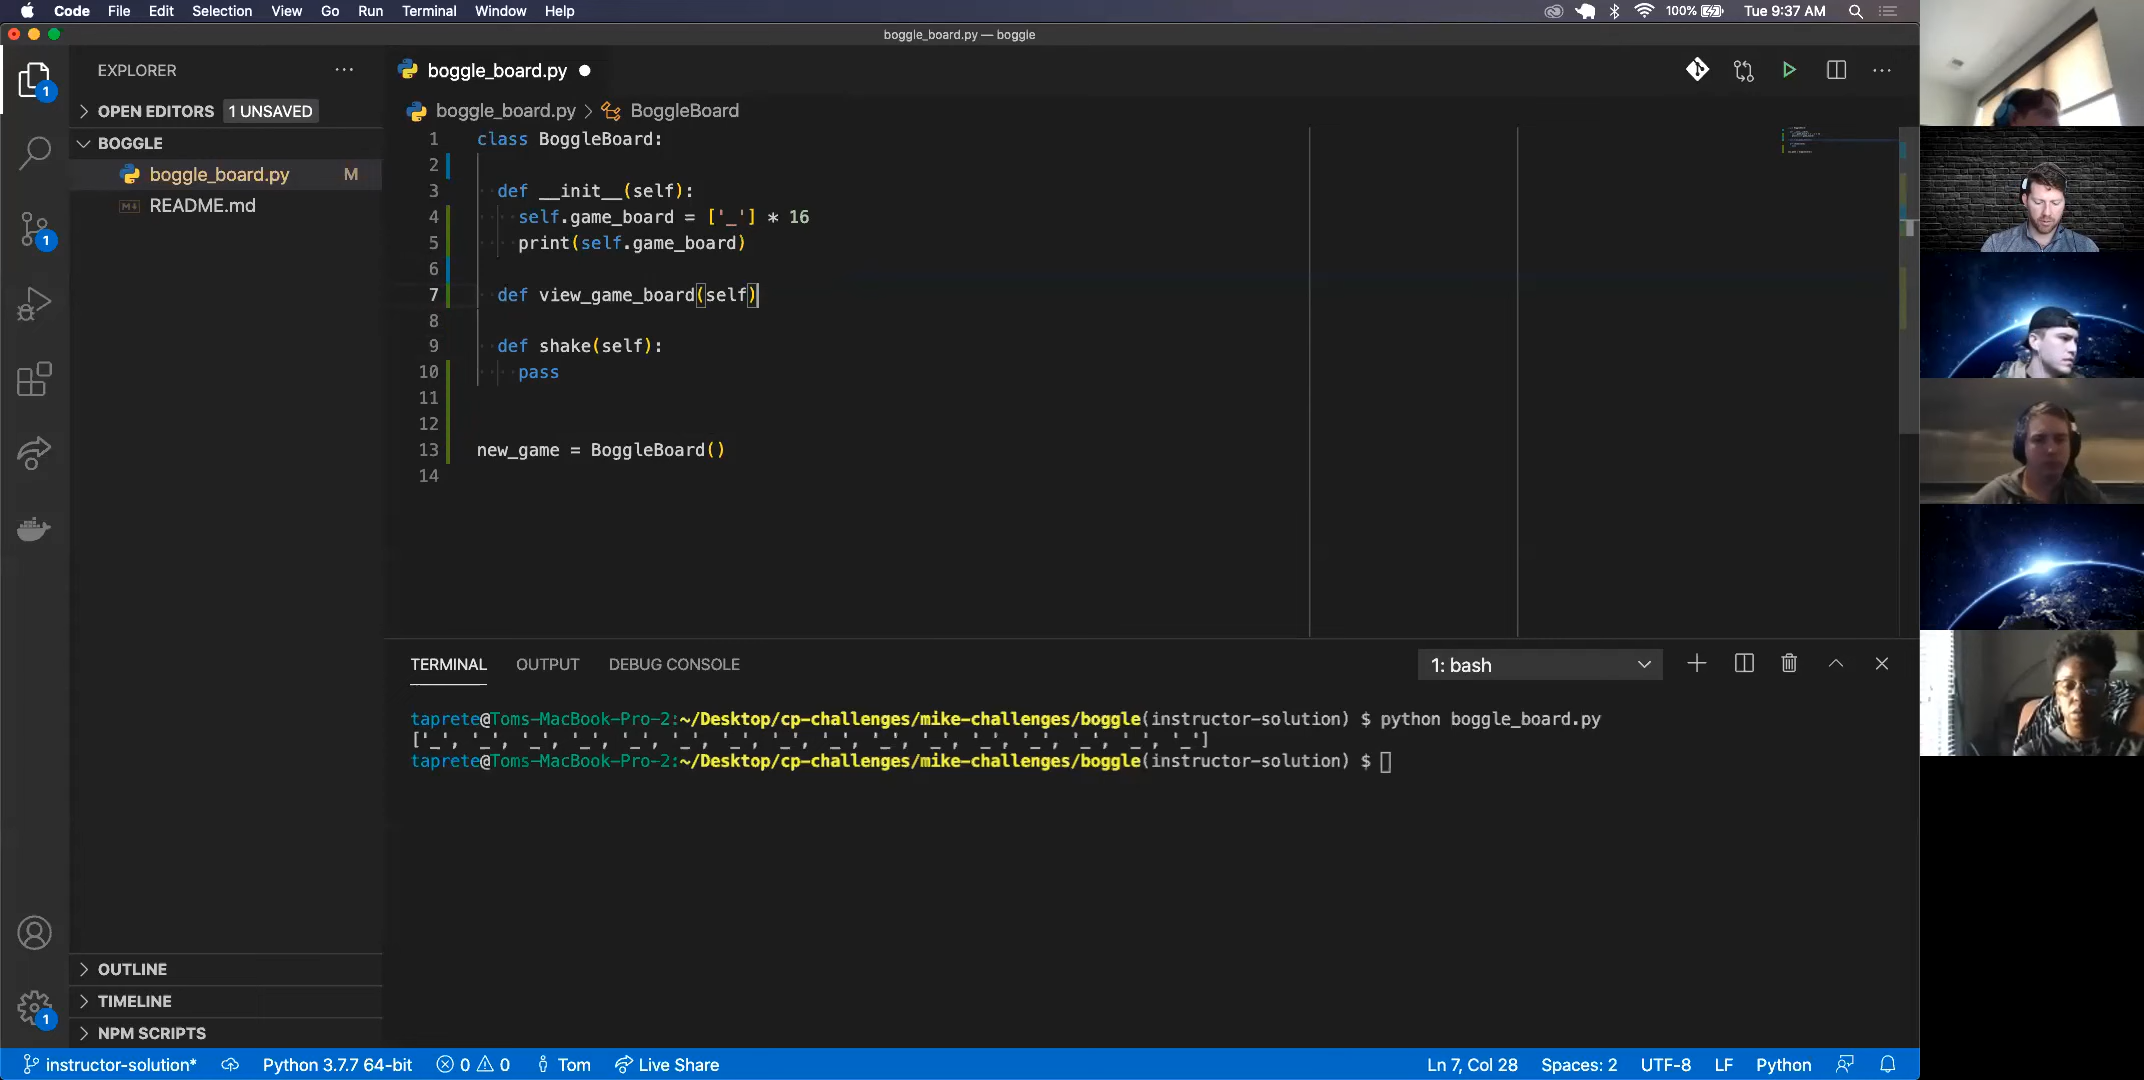 Code File Edit Selection View Go Run Terminal Window Help 100% Tue 9:37 AM
boggle_board.py — boggle
EXPLORER
boggle_board.py
OPEN EDITORS 1 UNSAVED
boggle_board.py > BoggleBoard
BOGGLE
boggle_board.py M
README.md
1 class BoggleBoard:
2
3 def __init__(self):
4 self.game_board = ['_'] * 16
5 print(self.game_board)
6
7 def view_game_board(self)
8
9 def shake(self):
10 pass
11
12
13 new_game = BoggleBoard()
14
1
1
TERMINAL OUTPUT DEBUG CONSOLE 1: bash
taprete@Toms-MacBook-Pro-2:~/Desktop/cp-challenges/mike-challenges/boggle(instructor-solution) $ python boggle_board.py
['_', '_', '_', '_', '_', '_', '_', '_', '_', '_', '_', '_', '_', '_', '_', '_']
taprete@Toms-MacBook-Pro-2:~/Desktop/cp-challenges/mike-challenges/boggle(instructor-solution) $
OUTLINE
TIMELINE
NPM SCRIPTS
1
instructor-solution* Python 3.7.7 64-bit 0 0 Tom Live Share Ln 7, Col 28 Spaces: 2 UTF-8 LF Python